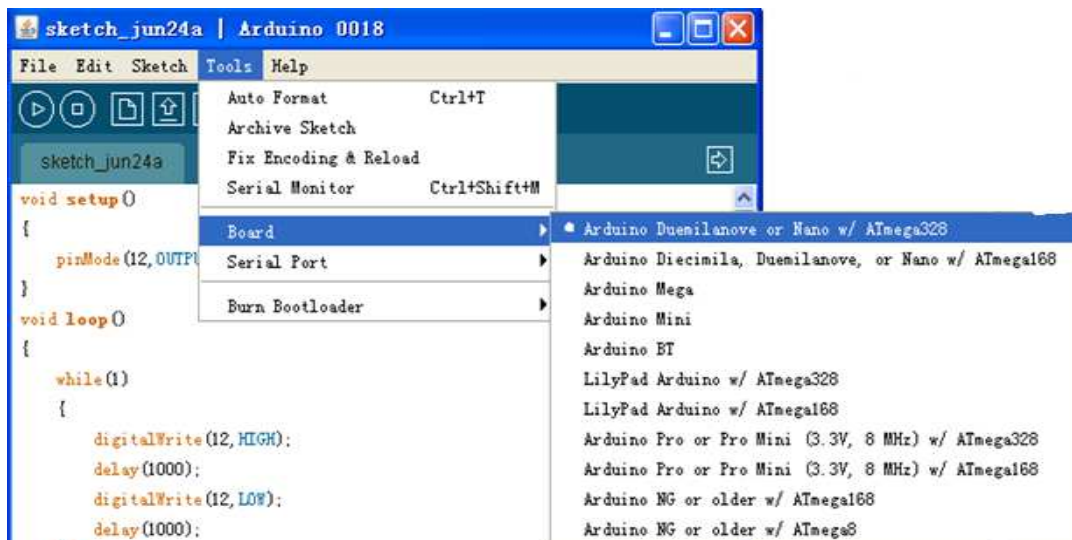 sketch_jun24a | Arduino 0018
File Edit Sketch Tools Help
Auto Format Ctrl+T
Archive Sketch
Fix Encoding & Reload
Serial Monitor Ctrl+Shift+M
Board
Serial Port
Burn Bootloader
sketch_jun24a
void setup()
{
pinMode(12,OUTPU
}
void loop()
{
while(1)
{
digitalWrite(12,HIGH);
delay(1000);
digitalWrite(12,LOW);
delay(1000);
Arduino Duemilanove or Nano w/ ATmega328
Arduino Diecimila, Duemilanove, or Nano w/ ATmega168
Arduino Mega
Arduino Mini
Arduino BT
LilyPad Arduino w/ ATmega328
LilyPad Arduino w/ ATmega168
Arduino Pro or Pro Mini (3.3V, 8 MHz) w/ ATmega328
Arduino Pro or Pro Mini (3.3V, 8 MHz) w/ ATmega168
Arduino NG or older w/ ATmega168
Arduino NG or older w/ ATmega8